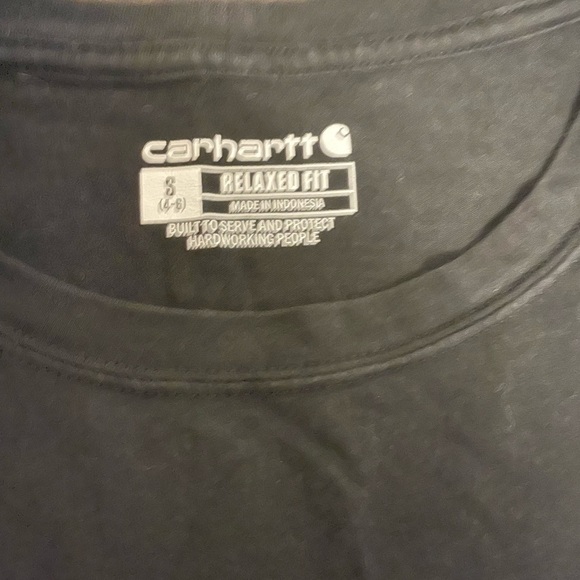 carhartt
S
(4-6)
RELAXED FIT
MADE IN INDONESIA
BUILT TO SERVE AND PROTECT
HARDWORKING PEOPLE